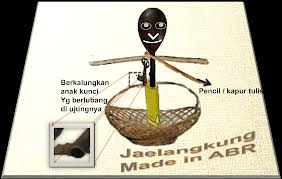 Berkalungkan
anak kunci
Yg berlubang
di ujungnya
Pencil / kapur tulis
Jaelangkung
Made in ABR